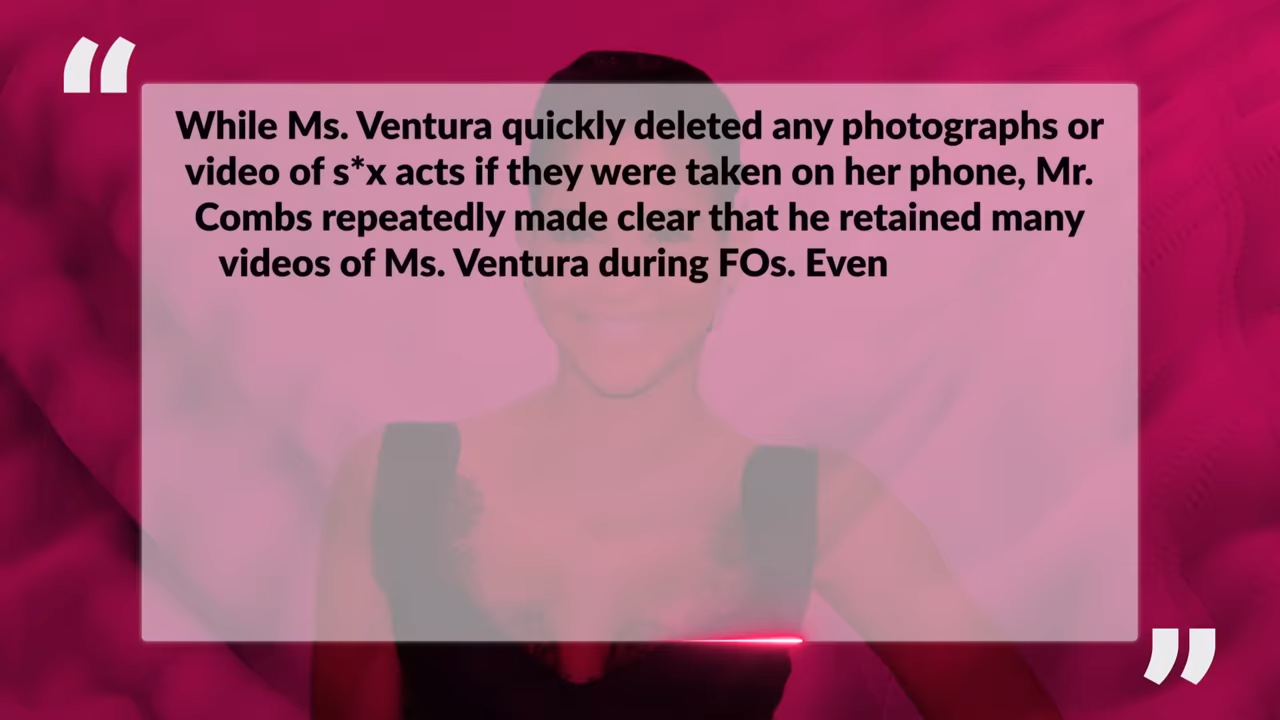 “
While Ms. Ventura quickly deleted any photographs or
video of s*x acts if they were taken on her phone, Mr.
Combs repeatedly made clear that he retained many
videos of Ms. Ventura during FOs. Even
”